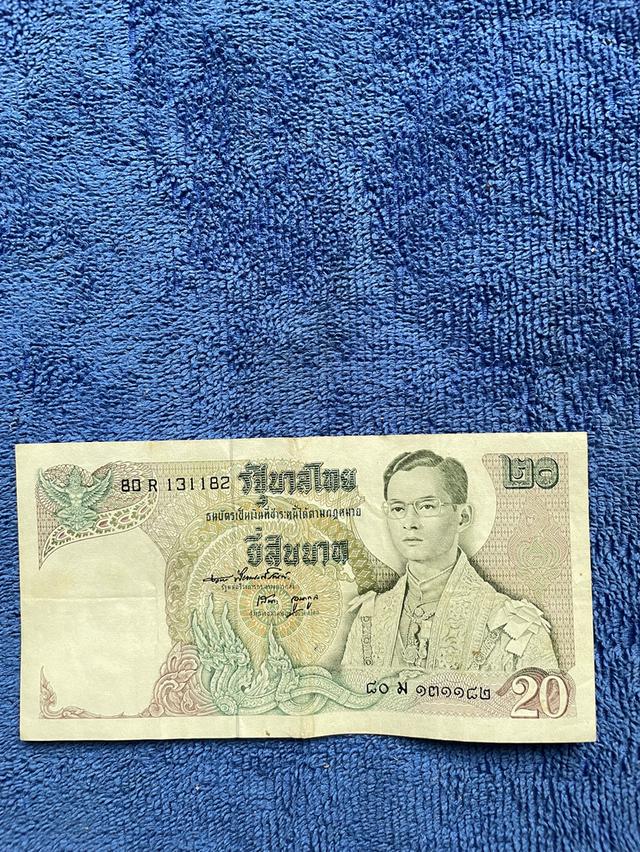 80 R 131182
รัฐบาลไทย
๒๐
ธนบัตรเป็นเงินที่ชำระหนี้ได้ตามกฎหมาย
ยี่สิบบาท
๘๐ ม ๑๓๑๑๘๒
20